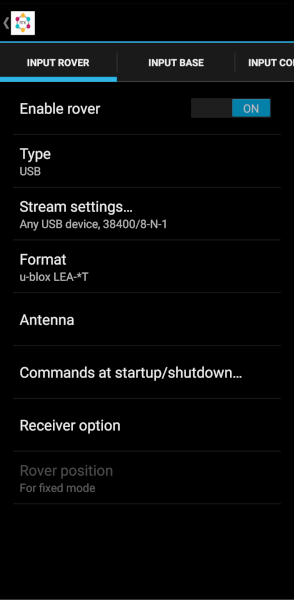 INPUT ROVER
INPUT BASE
INPUT CO
Enable rover
ON
Type
USB
Stream settings...
Any USB device, 38400/8-N-1
Format
u-blox LEA-*T
Antenna
Commands at startup/shutdown...
Receiver option
Rover position
For fixed mode